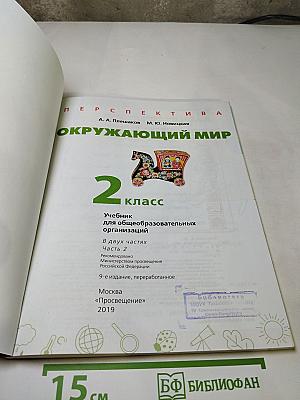 ПЕРСПЕКТИВА
А. А. Плешаков М. Ю. Новицкая
ОКРУЖАЮЩИЙ МИР
2 класс
Учебник
для общеобразовательных
организаций
В двух частях
Часть 2
Рекомендовано
Министерством просвещения
Российской Федерации
9-е издание, переработанное
Москва
«Просвещение»
2019
Библиотека
15 см
БФ БИБЛИОФАН